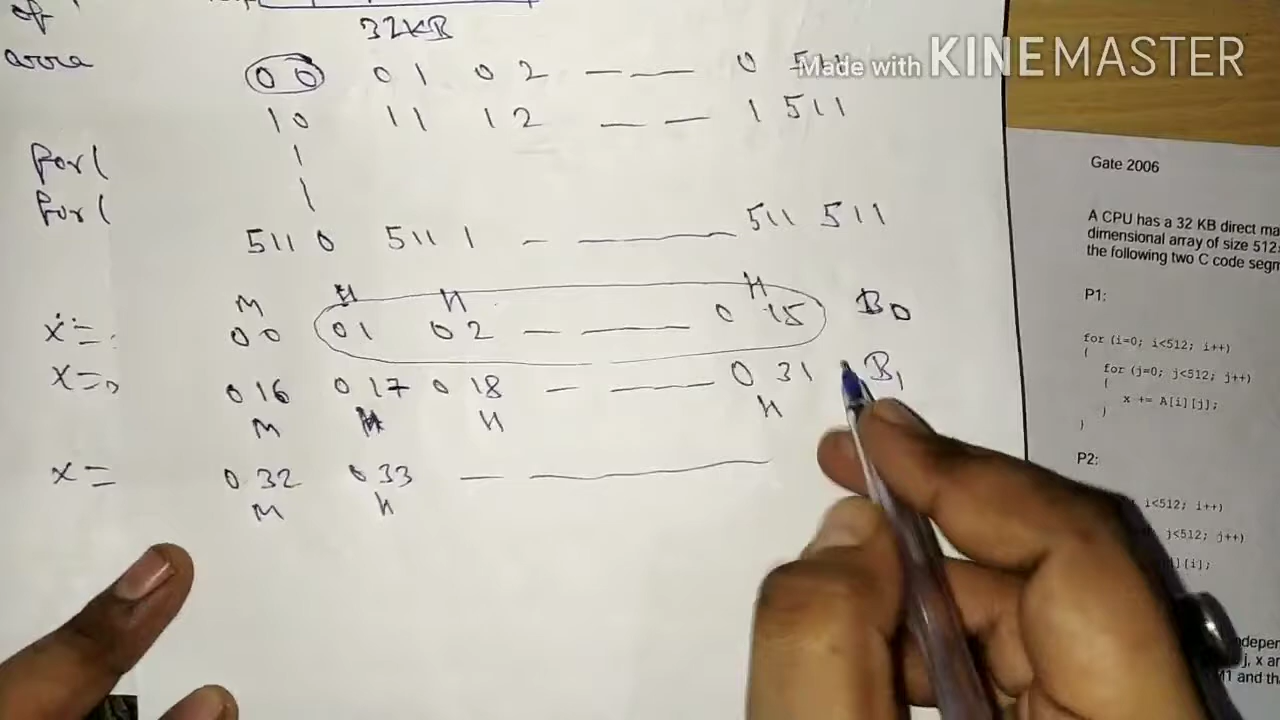 of
32KB
arra
Made with KINEMASTER
0 0 0 1 0 2 — — 0 511
1 0 1 1 1 2 — — 1 511
for(
for(
511 0 511 1 — — 511 511
M H H H
x = 0 0 0 1 0 2 — — 0 15 B0
x = 0 16 0 17 0 18 — — 0 31 B1
M H H H
x = 0 32 0 33 — —
M H
Gate 2006
A CPU has a 32 KB direct ma
dimensional array of size 512
the following two C code segm
P1:
for (i=0; i<512; i++)
{
for (j=0; j<512; j++)
{
x += A[i][j];
}
}
P2:
i<512; i++)
j<512; j++)
][i];
ndepen
j, x ar
M1 and th